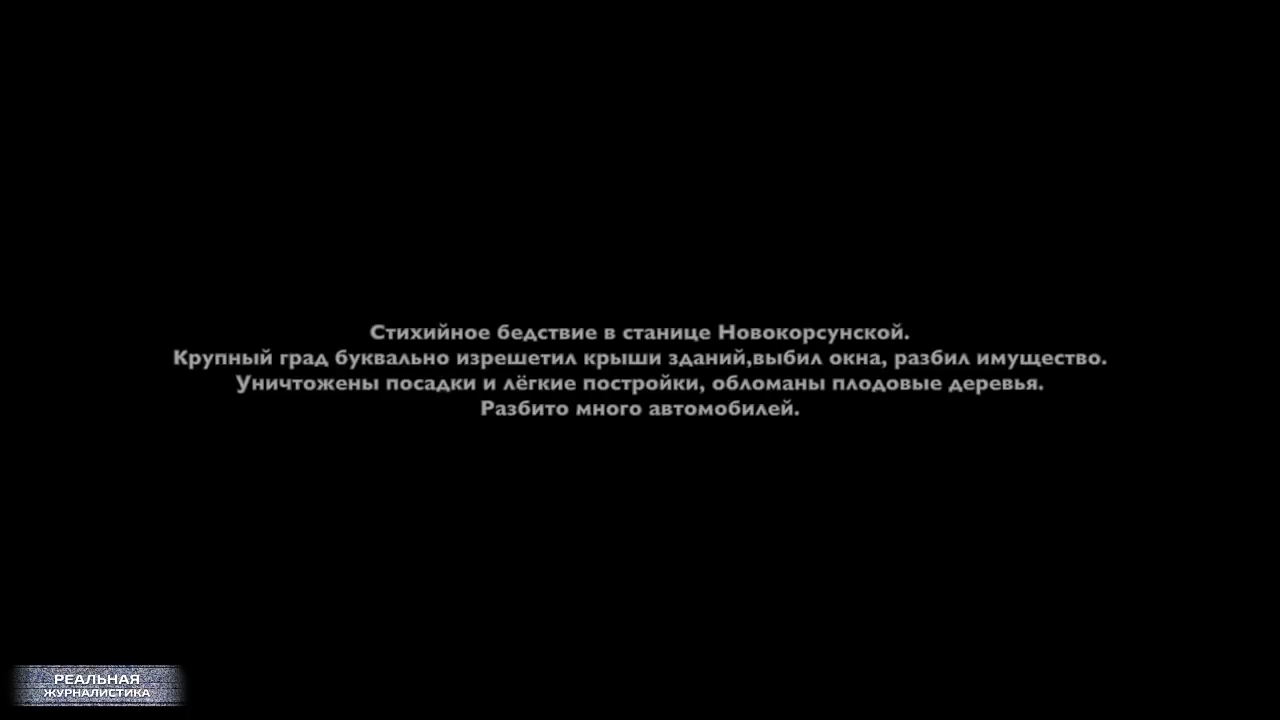 Стихийное бедствие в станице Новокорсунской.
Крупный град буквально изрешетил крыши зданий,выбил окна, разбил имущество.
Уничтожены посадки и лёгкие постройки, обломаны плодовые деревья.
Разбито много автомобилей.
РЕАЛЬНАЯ
ЖУРНАЛИСТИКА